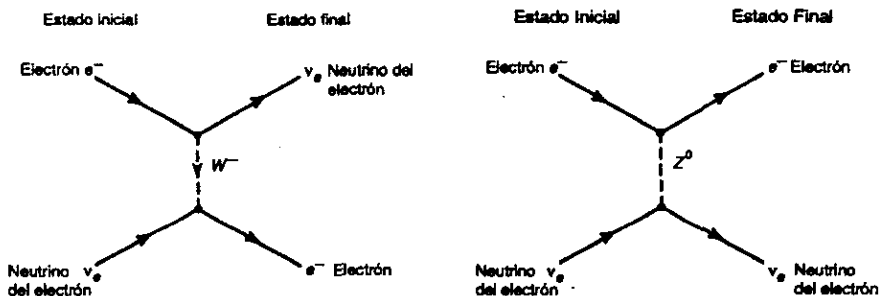 Estado inicial
Estado final
Electrón e⁻
νₑ Neutrino del
electrón
W⁻
Neutrino νₑ
del electrón
e⁻ Electrón
Estado Inicial
Estado Final
Electrón e⁻
e⁻ Electrón
Z⁰
Neutrino νₑ
del electrón
νₑ Neutrino
del electrón